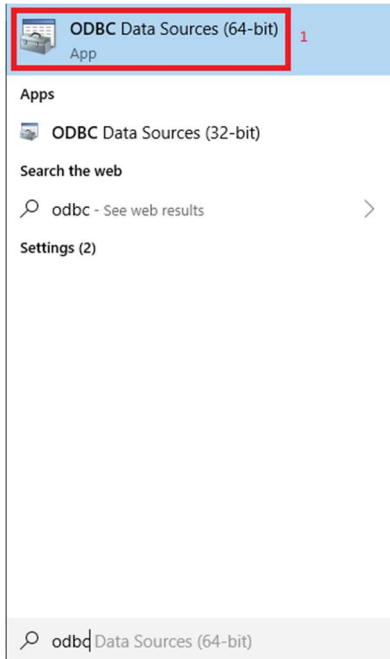 ODBC Data Sources (64-bit)
1
App
Apps
ODBC Data Sources (32-bit)
Search the web
odbc - See web results
Settings (2)
odbc Data Sources (64-bit)